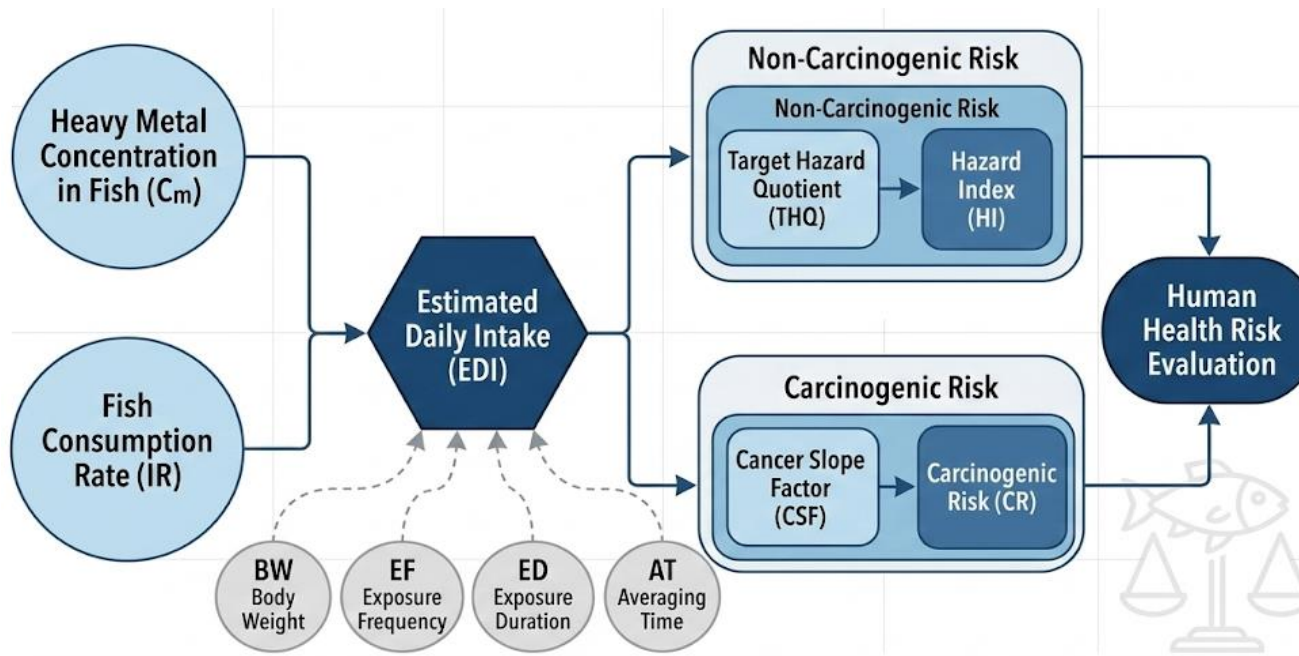 Heavy Metal
Concentration
in Fish (Cₘ)
Fish
Consumption
Rate (IR)
Estimated
Daily Intake
(EDI)
BW
Body
Weight
EF
Exposure
Frequency
ED
Exposure
Duration
AT
Averaging
Time
Non-Carcinogenic Risk
Non-Carcinogenic Risk
Target Hazard
Quotient
(THQ)
Hazard
Index
(HI)
Carcinogenic Risk
Cancer Slope
Factor
(CSF)
Carcinogenic
Risk (CR)
Human
Health Risk
Evaluation